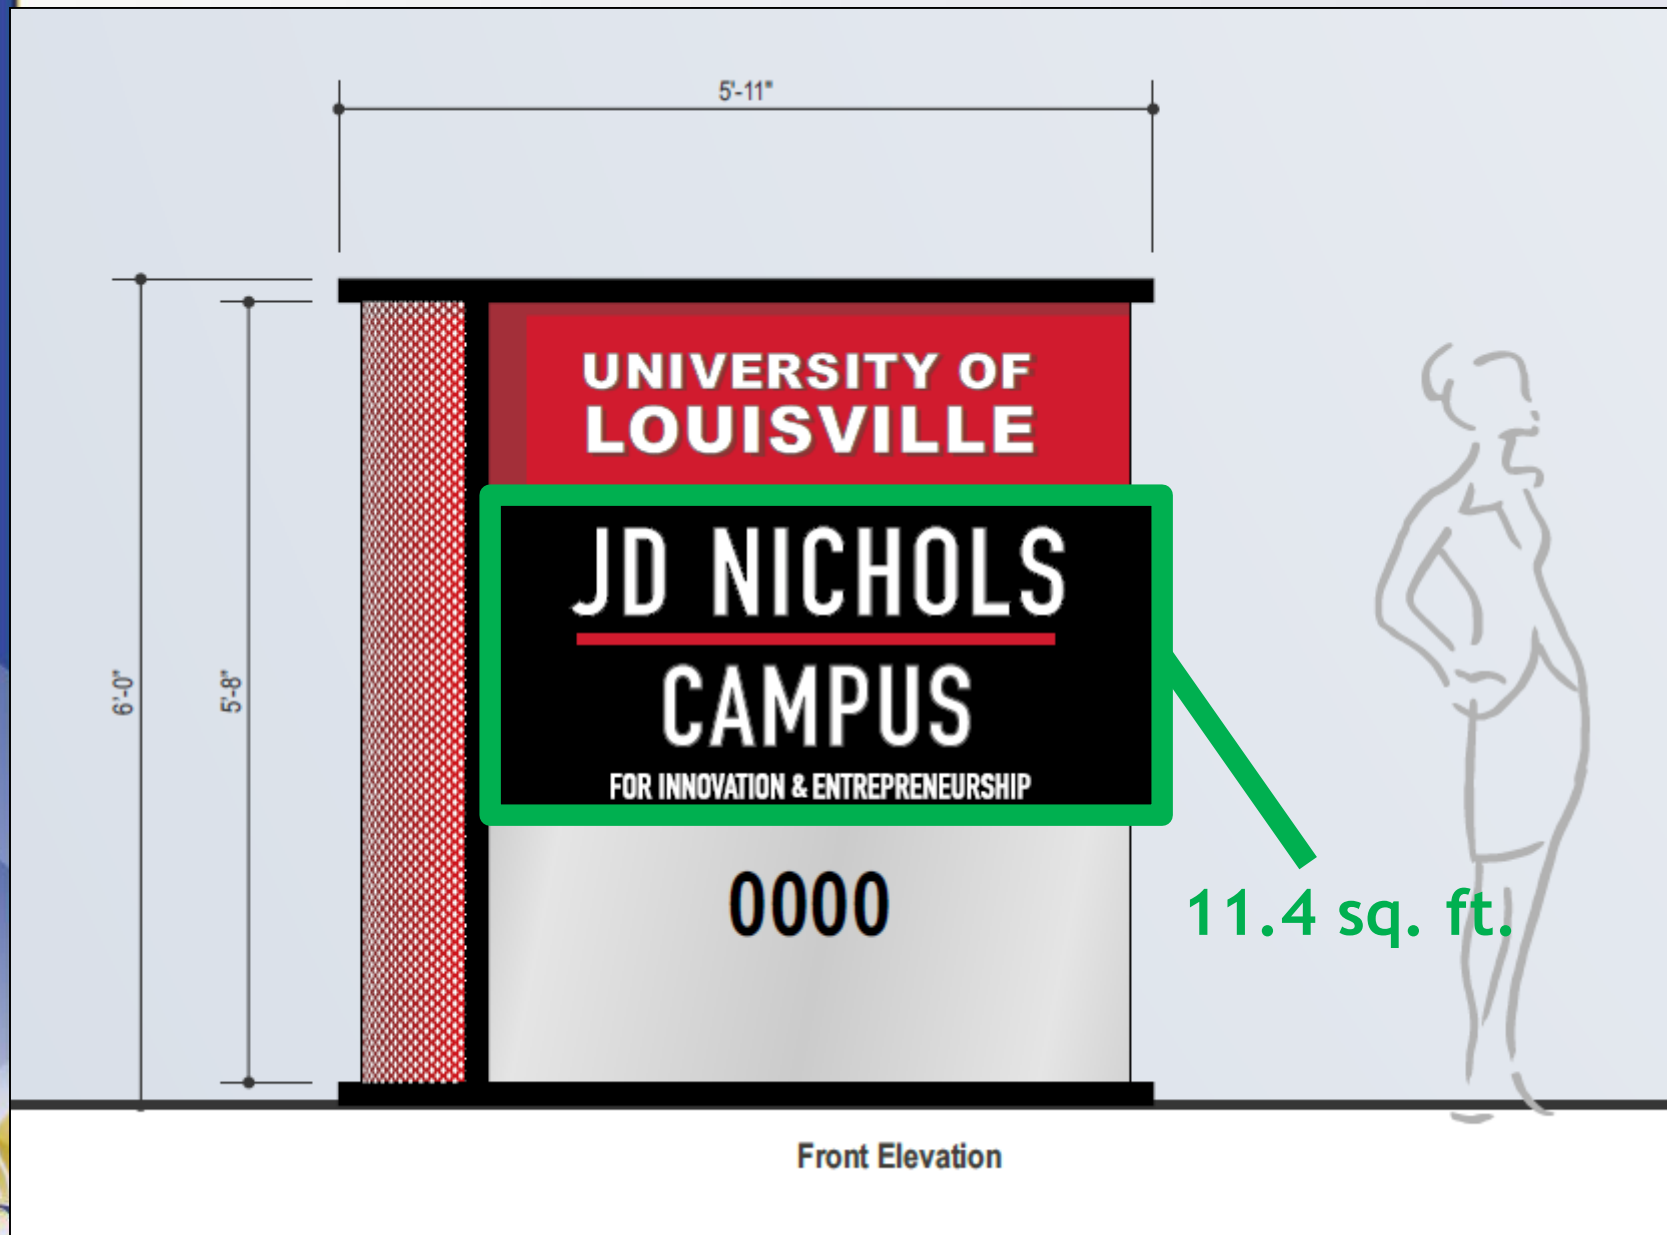 5'-11"
6'-0"
5'-8"
UNIVERSITY OF
LOUISVILLE
JD NICHOLS
CAMPUS
FOR INNOVATION & ENTREPRENEURSHIP
0000
11.4 sq. ft.
Front Elevation